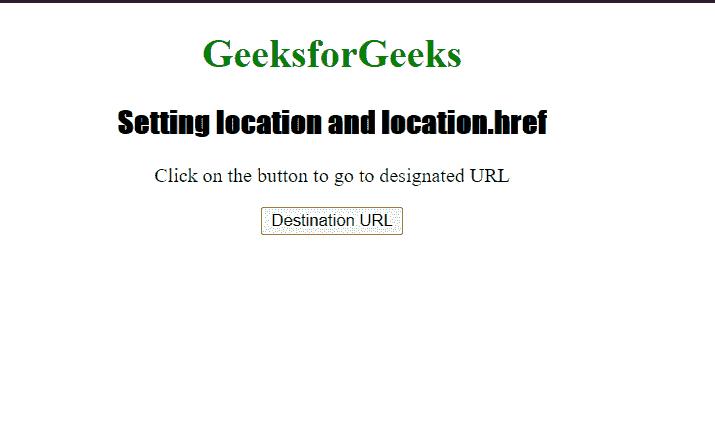 GeeksforGeeks
Setting location and location.href
Click on the button to go to designated URL
Destination URL